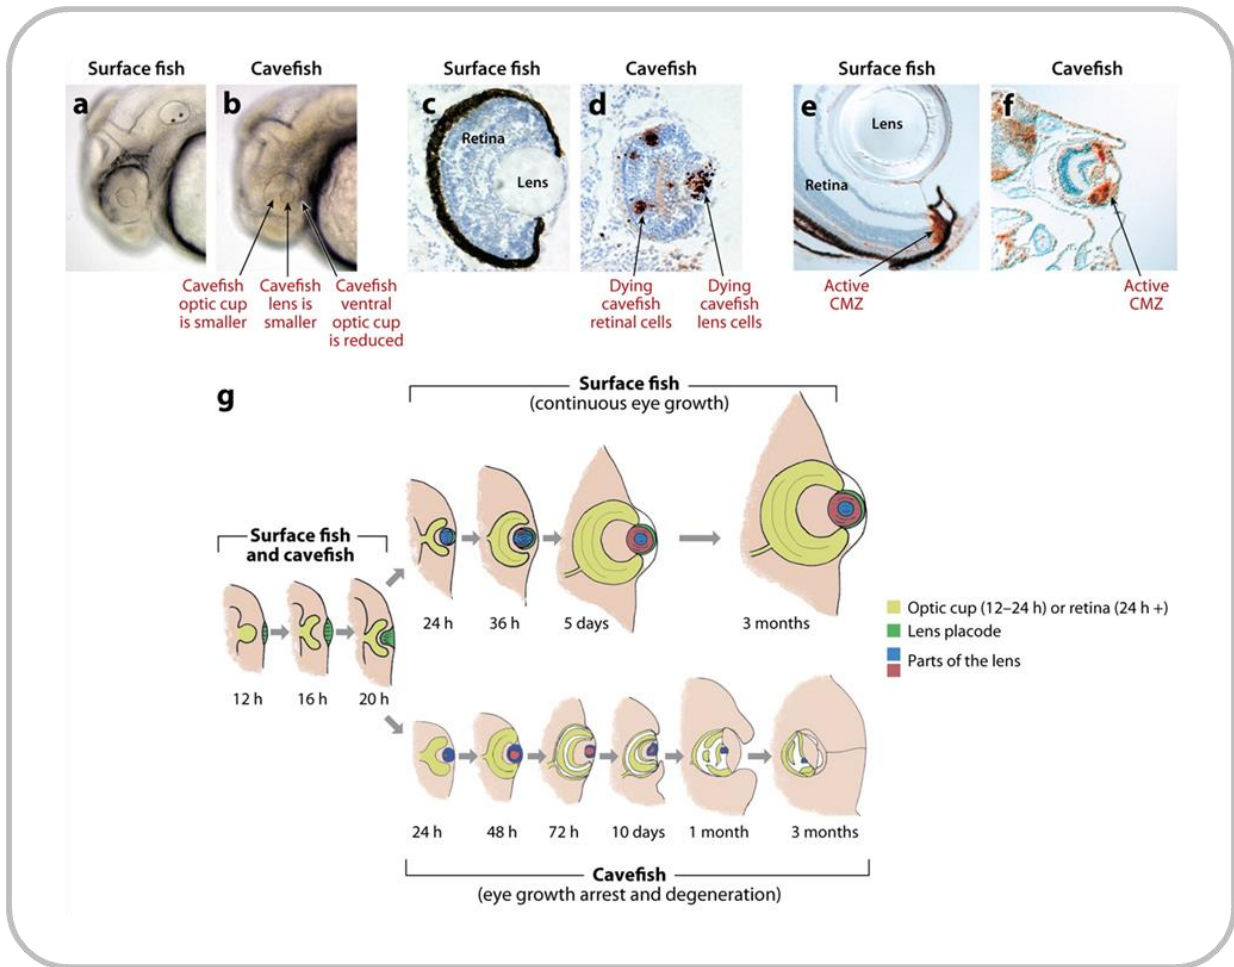 Surface fish
Cavefish
Surface fish
Cavefish
Surface fish
Cavefish
a
b
c
d
e
f
Retina
Lens
Lens
Retina
Cavefish
optic cup
is smaller
Cavefish
lens is
smaller
Cavefish
ventral
optic cup
is reduced
Dying
cavefish
retinal cells
Dying
cavefish
lens cells
Active
CMZ
Active
CMZ
g
Surface fish
(continuous eye growth)
Surface fish
and cavefish
12 h
16 h
20 h
24 h
36 h
5 days
3 months
Optic cup (12–24 h) or retina (24 h +)
Lens placode
Parts of the lens
24 h
48 h
72 h
10 days
1 month
3 months
Cavefish
(eye growth arrest and degeneration)